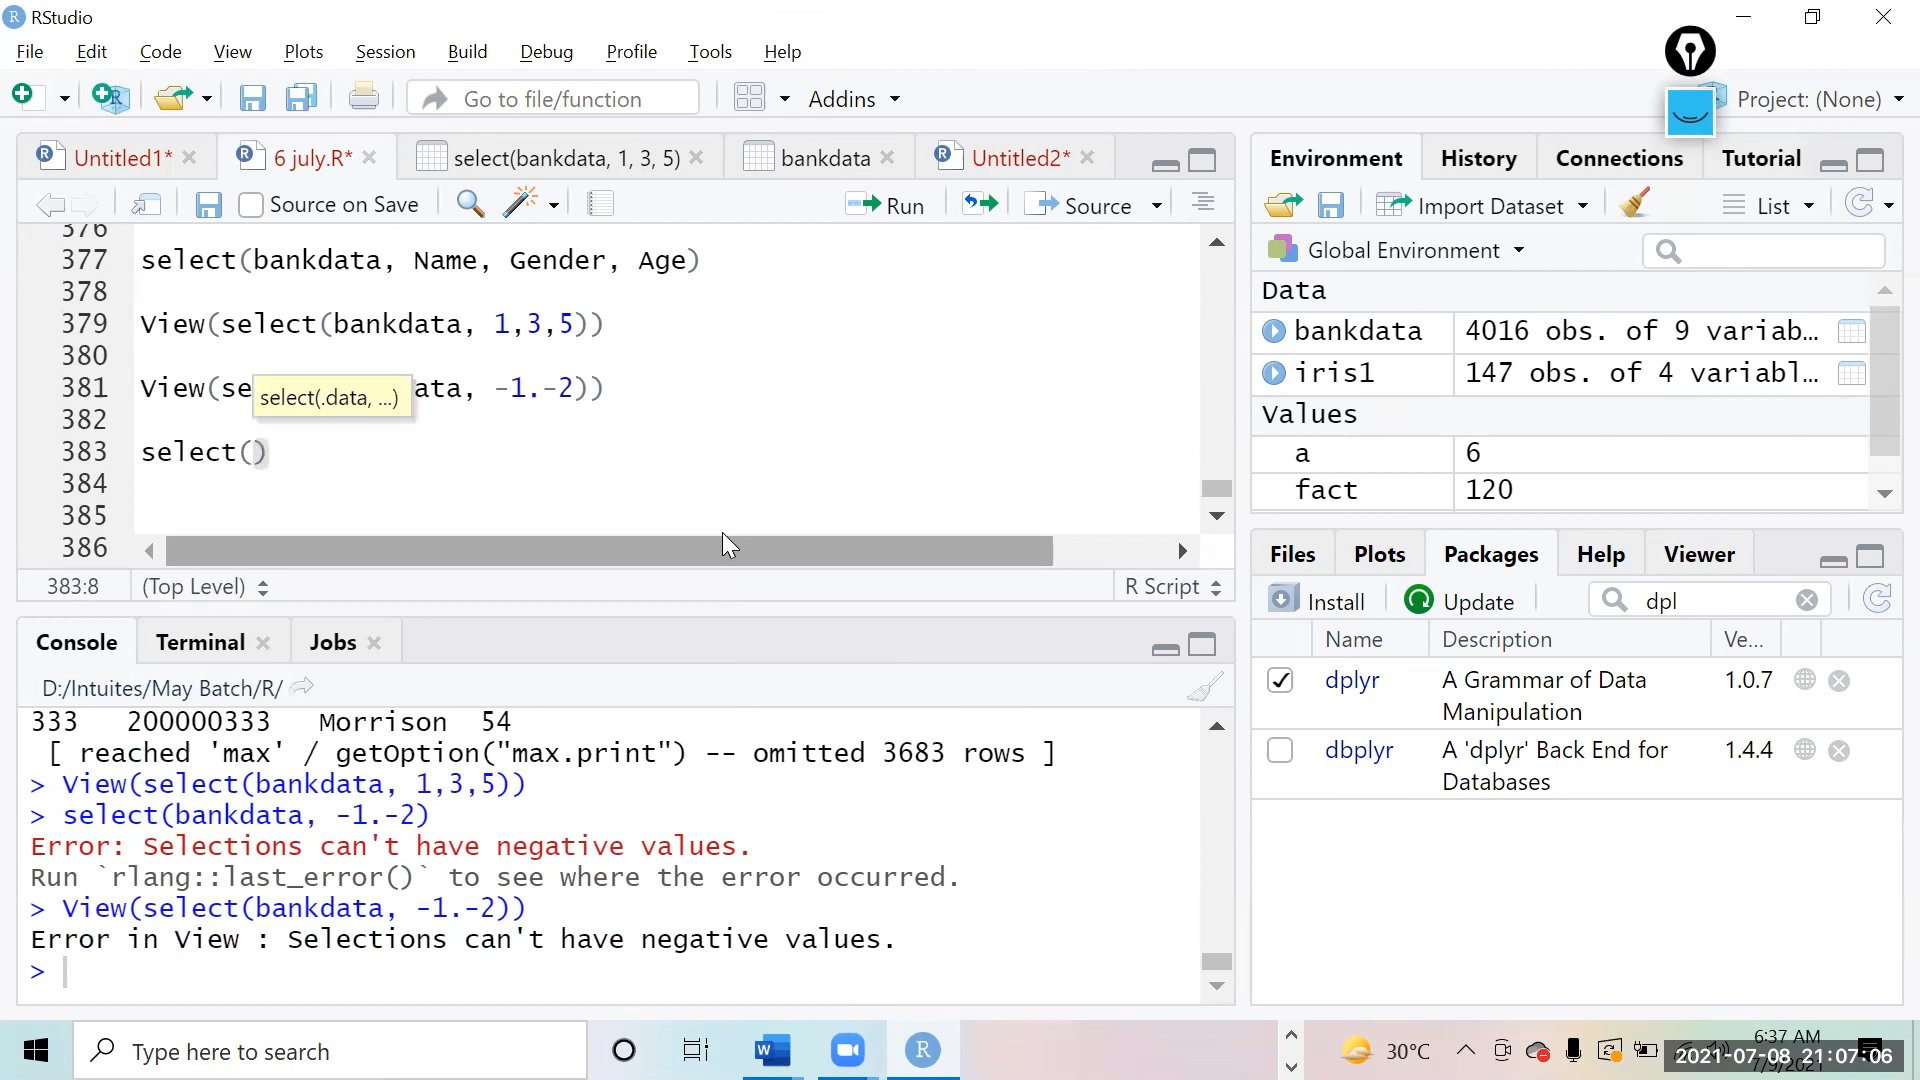 RStudio
File Edit Code View Plots Session Build Debug Profile Tools Help
Go to file/function Addins Project: (None)
Untitled1* 6 july.R* select(bankdata, 1, 3, 5) bankdata Untitled2*
Source on Save Run Source
376
377 select(bankdata, Name, Gender, Age)
378
379 View(select(bankdata, 1,3,5))
380
381 View(se ata, -1.-2))
select(.data, ...)
382
383 select()
384
385
386
383:8 (Top Level) R Script
Console Terminal Jobs
D:/Intuites/May Batch/R/
333 200000333 Morrison 54
[ reached 'max' / getOption("max.print") -- omitted 3683 rows ]
> View(select(bankdata, 1,3,5))
> select(bankdata, -1.-2)
Error: Selections can't have negative values.
Run `rlang::last_error()` to see where the error occurred.
> View(select(bankdata, -1.-2))
Error in View : Selections can't have negative values.
>
Environment History Connections Tutorial
Import Dataset List
Global Environment
Data
bankdata 4016 obs. of 9 variab...
iris1 147 obs. of 4 variabl...
Values
a 6
fact 120
Files Plots Packages Help Viewer
Install Update dpl
Name Description Ve...
dplyr A Grammar of Data Manipulation 1.0.7
dbplyr A 'dplyr' Back End for Databases 1.4.4
Type here to search
30°C
6:37 AM
7/9/2021
2021-07-08 21:07:06